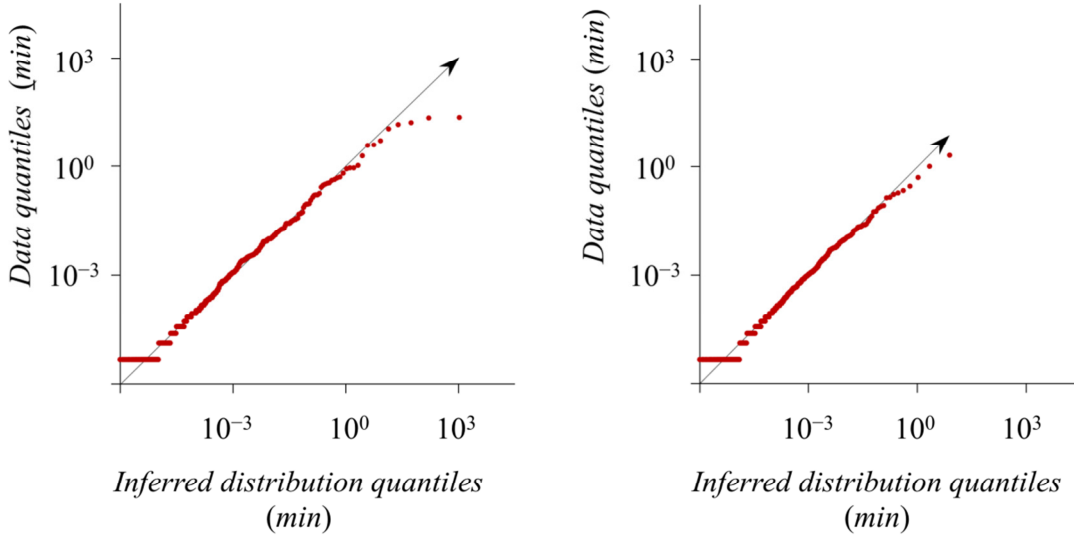 Data quantiles (min)
10³
10⁰
10⁻³
10⁻³ 10⁰ 10³
Inferred distribution quantiles
(min)
Data quantiles (min)
10³
10⁰
10⁻³
10⁻³ 10⁰ 10³
Inferred distribution quantiles
(min)